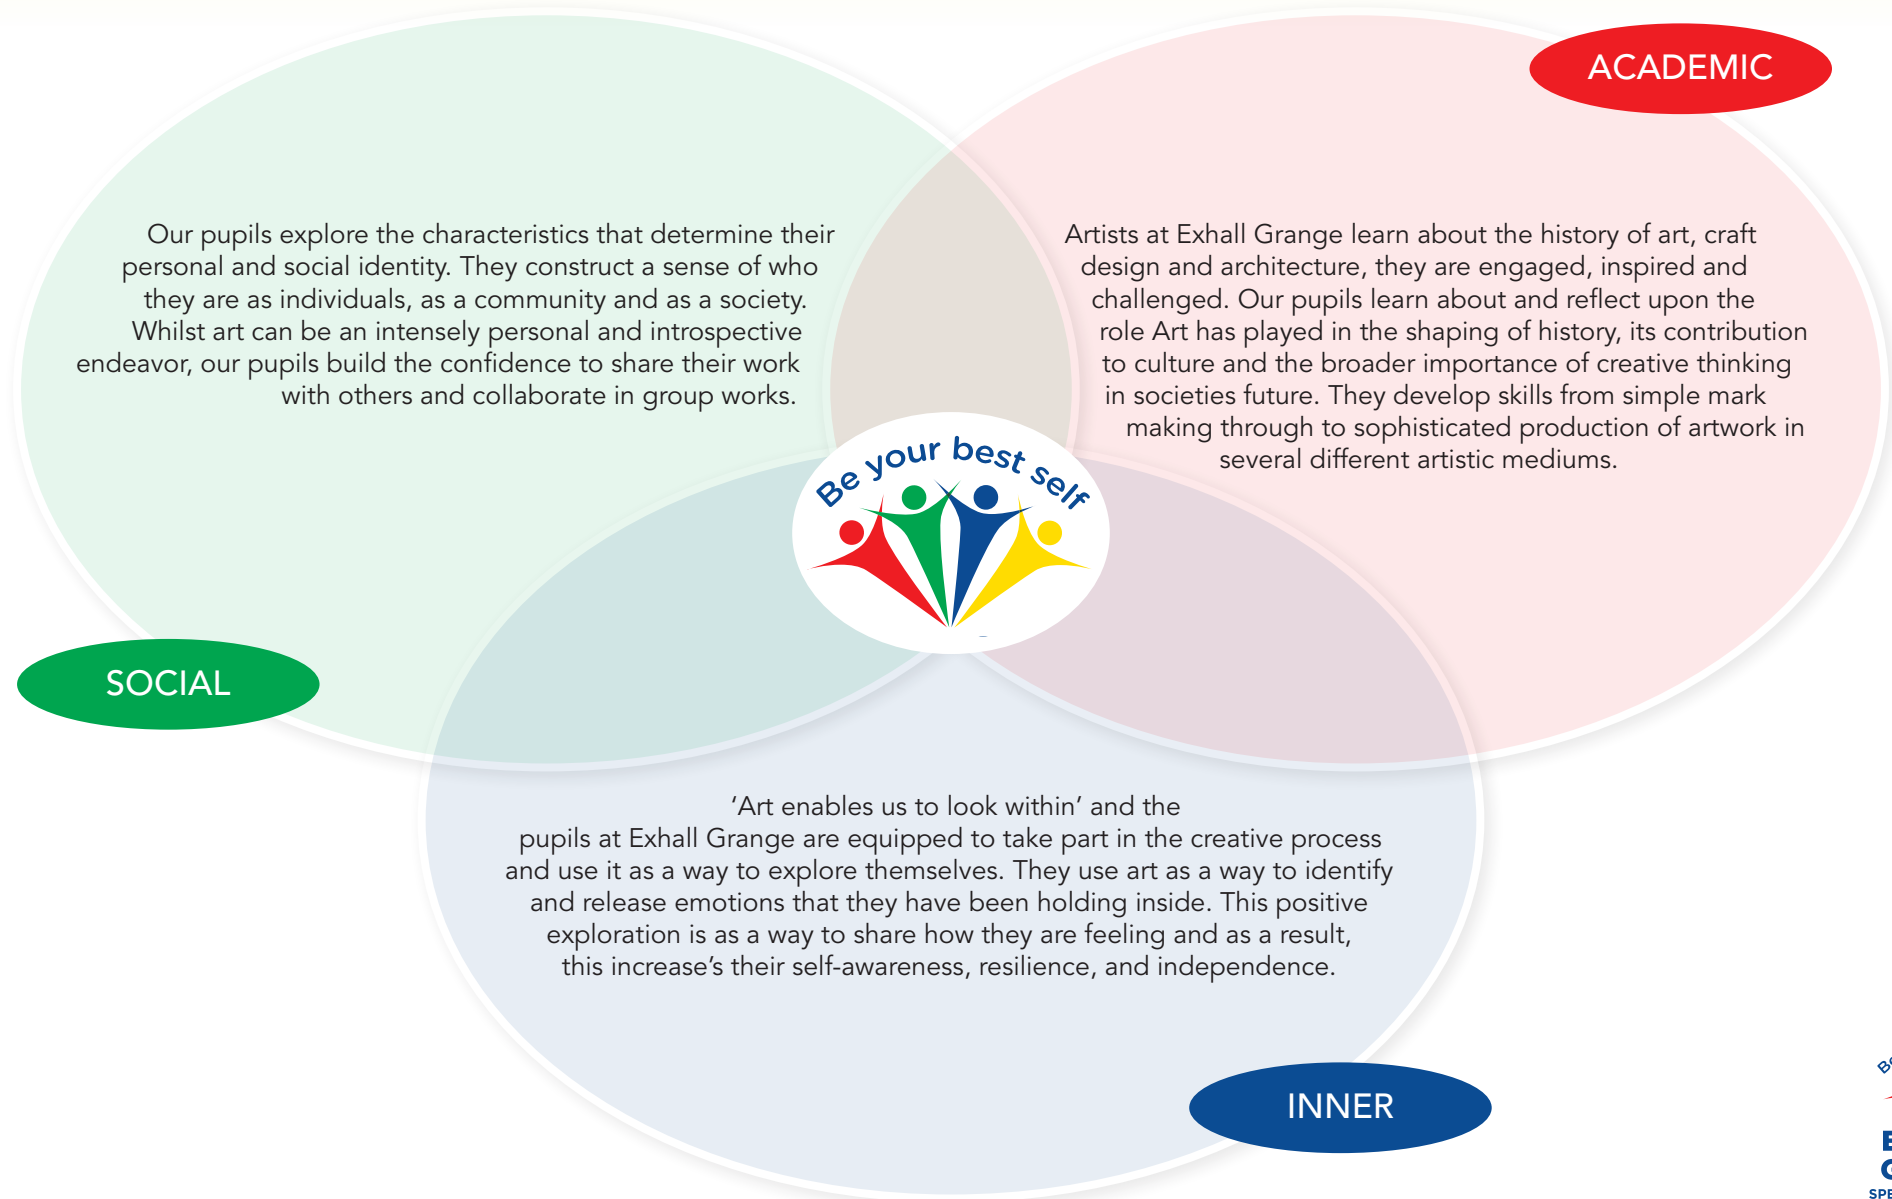 ACADEMIC
Our pupils explore the characteristics that determine their
personal and social identity. They construct a sense of who
they are as individuals, as a community and as a society.
Whilst art can be an intensely personal and introspective
endeavor, our pupils build the confidence to share their work
with others and collaborate in group works.
Artists at Exhall Grange learn about the history of art, craft
design and architecture, they are engaged, inspired and
challenged. Our pupils learn about and reflect upon the
role Art has played in the shaping of history, its contribution
to culture and the broader importance of creative thinking
in societies future. They develop skills from simple mark
making through to sophisticated production of artwork in
several different artistic mediums.
Be your best self
SOCIAL
‘Art enables us to look within’ and the
pupils at Exhall Grange are equipped to take part in the creative process
and use it as a way to explore themselves. They use art as a way to identify
and release emotions that they have been holding inside. This positive
exploration is as a way to share how they are feeling and as a result,
this increase’s their self-awareness, resilience, and independence.
INNER